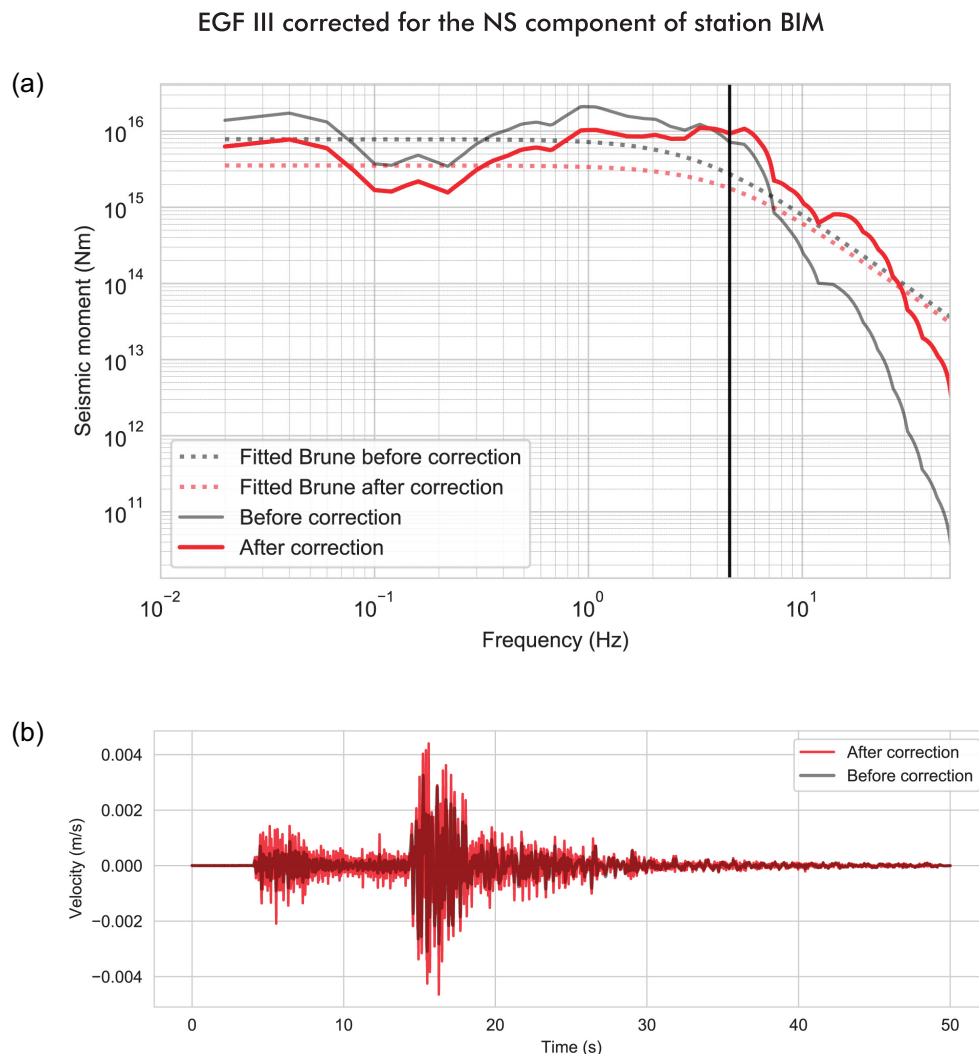 EGF III corrected for the NS component of station BIM
(a)
Seismic moment (Nm)
10^16
10^15
10^14
10^13
10^12
10^11
Fitted Brune before correction
Fitted Brune after correction
Before correction
After correction
10^−2
10^−1
10^0
10^1
Frequency (Hz)
(b)
Velocity (m/s)
0.004
0.002
0.000
−0.002
−0.004
After correction
Before correction
0
10
20
30
40
50
Time (s)